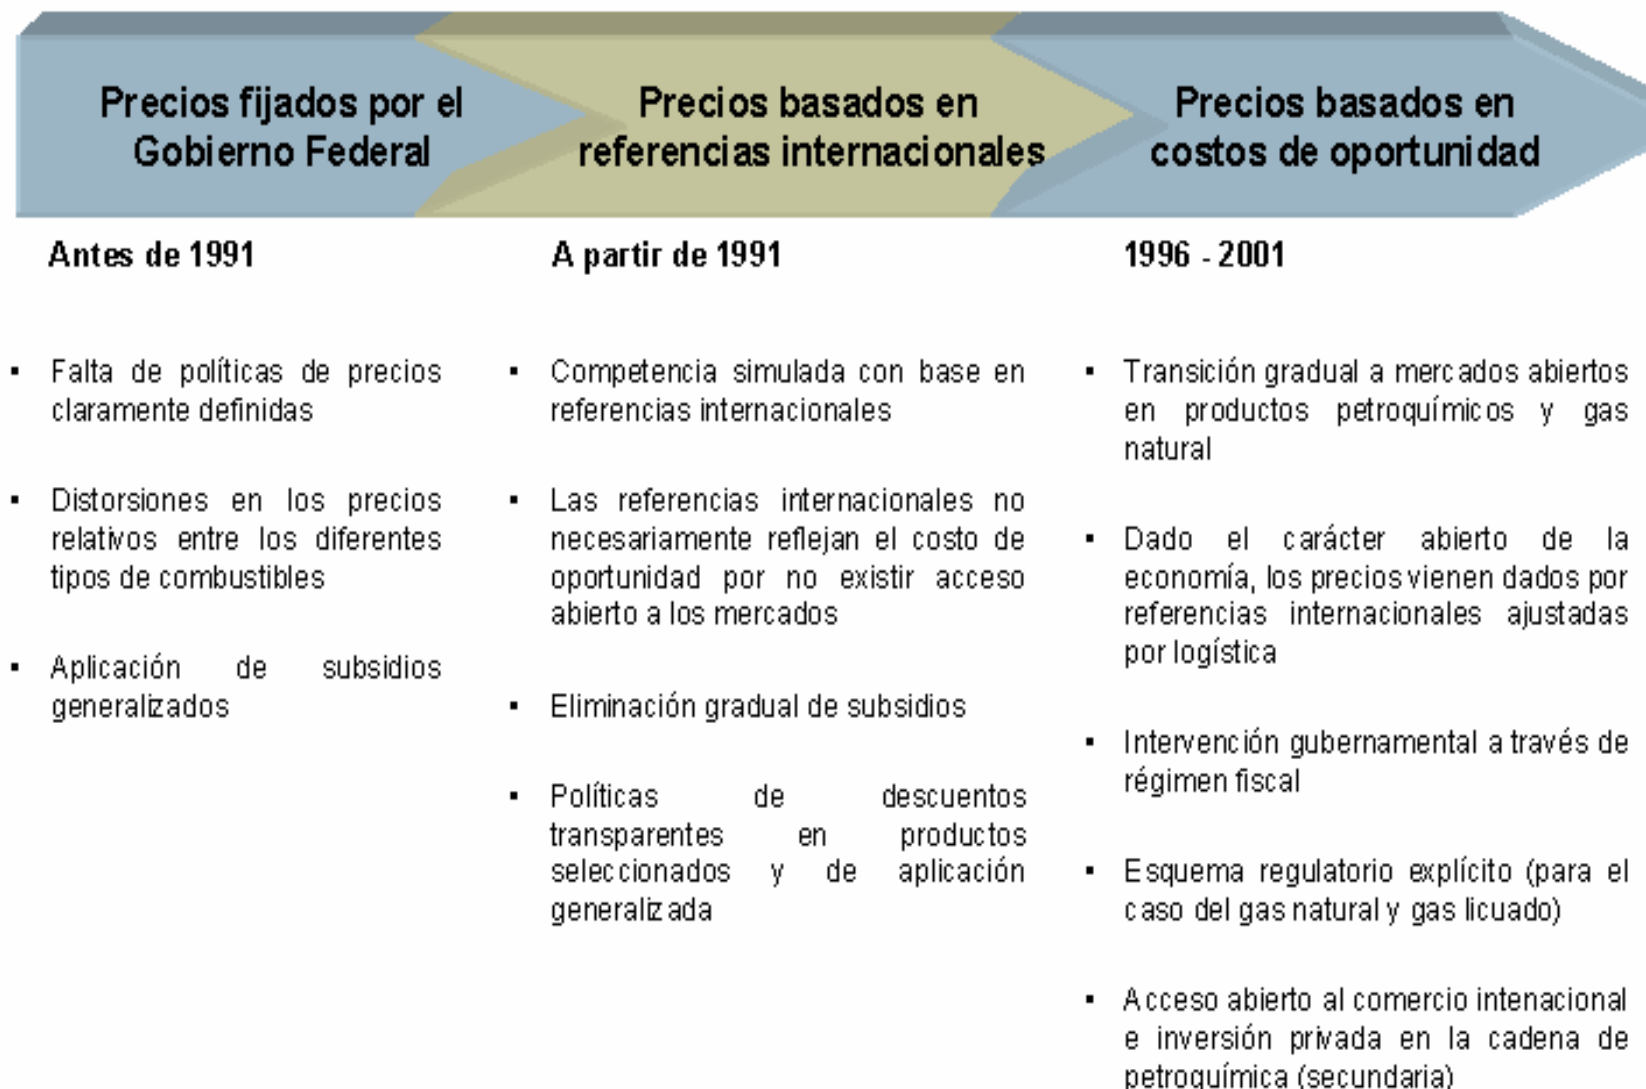 Precios fijados por el
Gobierno Federal
Precios basados en
referencias internacionales
Precios basados en
costos de oportunidad
Antes de 1991
▪ Falta de políticas de precios
claramente definidas
▪ Distorsiones en los precios
relativos entre los diferentes
tipos de combustibles
▪ Aplicación de subsidios
generalizados
A partir de 1991
▪ Competencia simulada con base en
referencias internacionales
▪ Las referencias internacionales no
necesariamente reflejan el costo de
oportunidad por no existir acceso
abierto a los mercados
▪ Eliminación gradual de subsidios
▪ Políticas de descuentos
transparentes en productos
seleccionados y de aplicación
generalizada
1996 - 2001
▪ Transición gradual a mercados abiertos
en productos petroquímicos y gas
natural
▪ Dado el carácter abierto de la
economía, los precios vienen dados por
referencias internacionales ajustadas
por logística
▪ Intervención gubernamental a través de
régimen fiscal
▪ Esquema regulatorio explícito (para el
caso del gas natural y gas licuado)
▪ Acceso abierto al comercio intenacional
e inversión privada en la cadena de
petroquímica (secundaria)